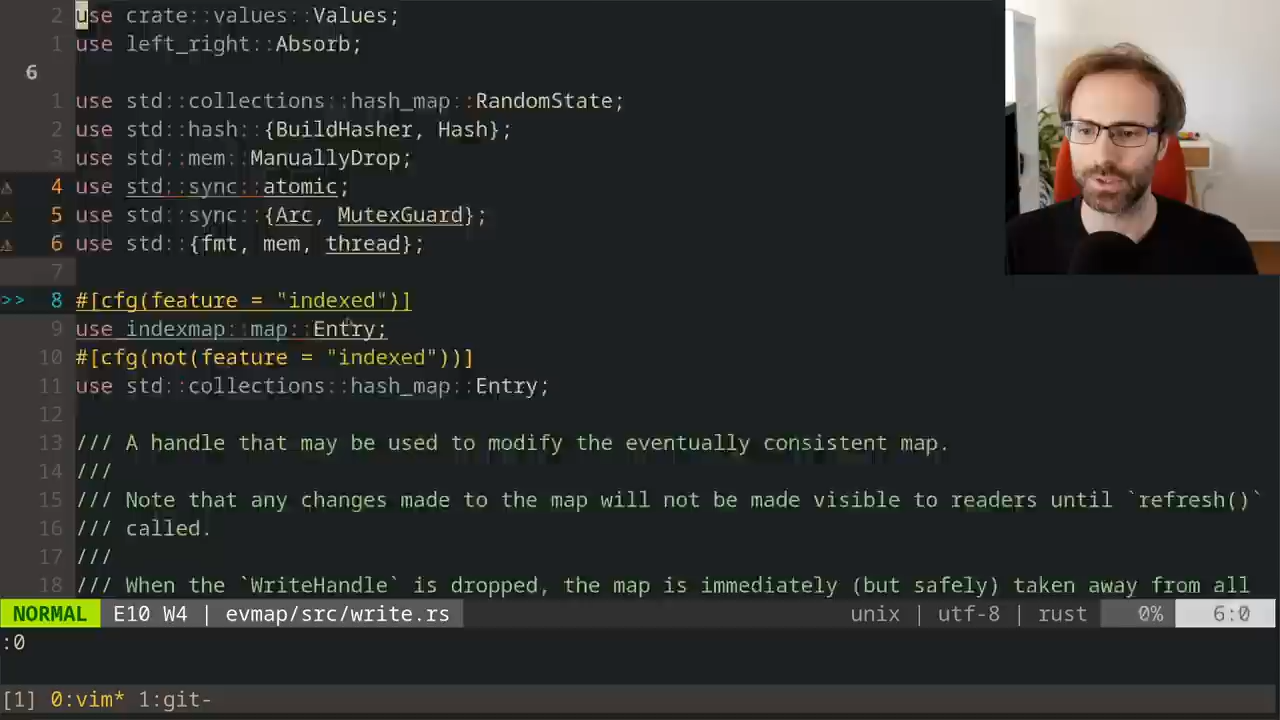 2 use crate::values::Values;
1 use left_right::Absorb;
6
1 use std::collections::hash_map::RandomState;
2 use std::hash::{BuildHasher, Hash};
3 use std::mem::ManuallyDrop;
4 use std::sync::atomic;
5 use std::sync::{Arc, MutexGuard};
6 use std::{fmt, mem, thread};
7
>> 8 #[cfg(feature = "indexed")]
9 use indexmap::map::Entry;
10 #[cfg(not(feature = "indexed"))]
11 use std::collections::hash_map::Entry;
12
13 /// A handle that may be used to modify the eventually consistent map.
14 ///
15 /// Note that any changes made to the map will not be made visible to readers until `refresh()`
16 /// called.
17 ///
18 /// When the `WriteHandle` is dropped, the map is immediately (but safely) taken away from all
NORMAL E10 W4 | evmap/src/write.rs unix | utf-8 | rust 0% 6:0
:0
[1] 0:vim* 1:git-